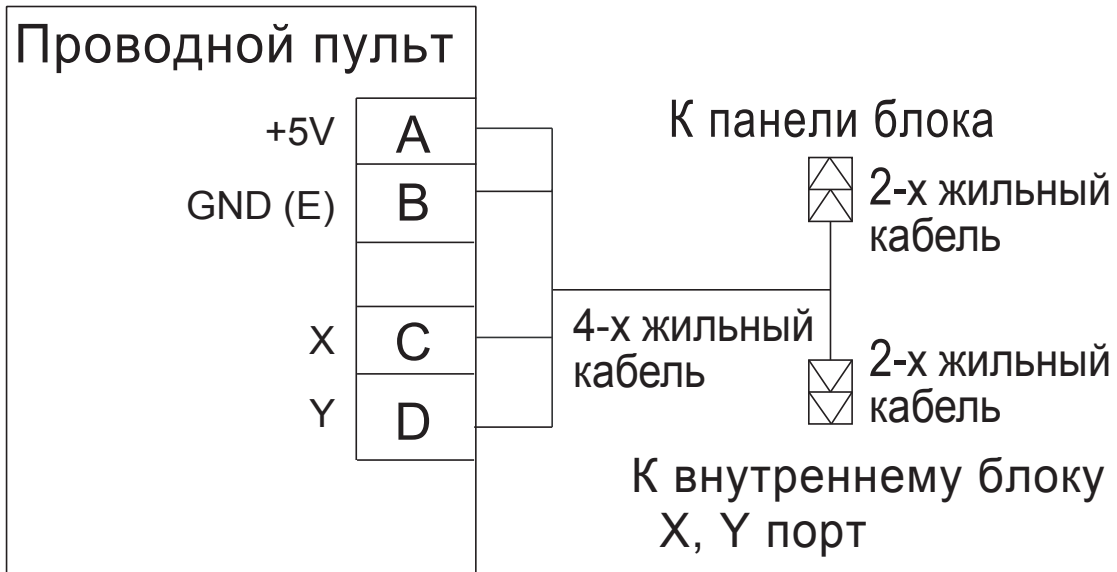 Проводной пульт
+5V
A
GND (E)
B
X
C
Y
D
К панели блока
2-х жильный
кабель
4-х жильный
кабель
2-х жильный
кабель
К внутреннему блоку
X, Y порт